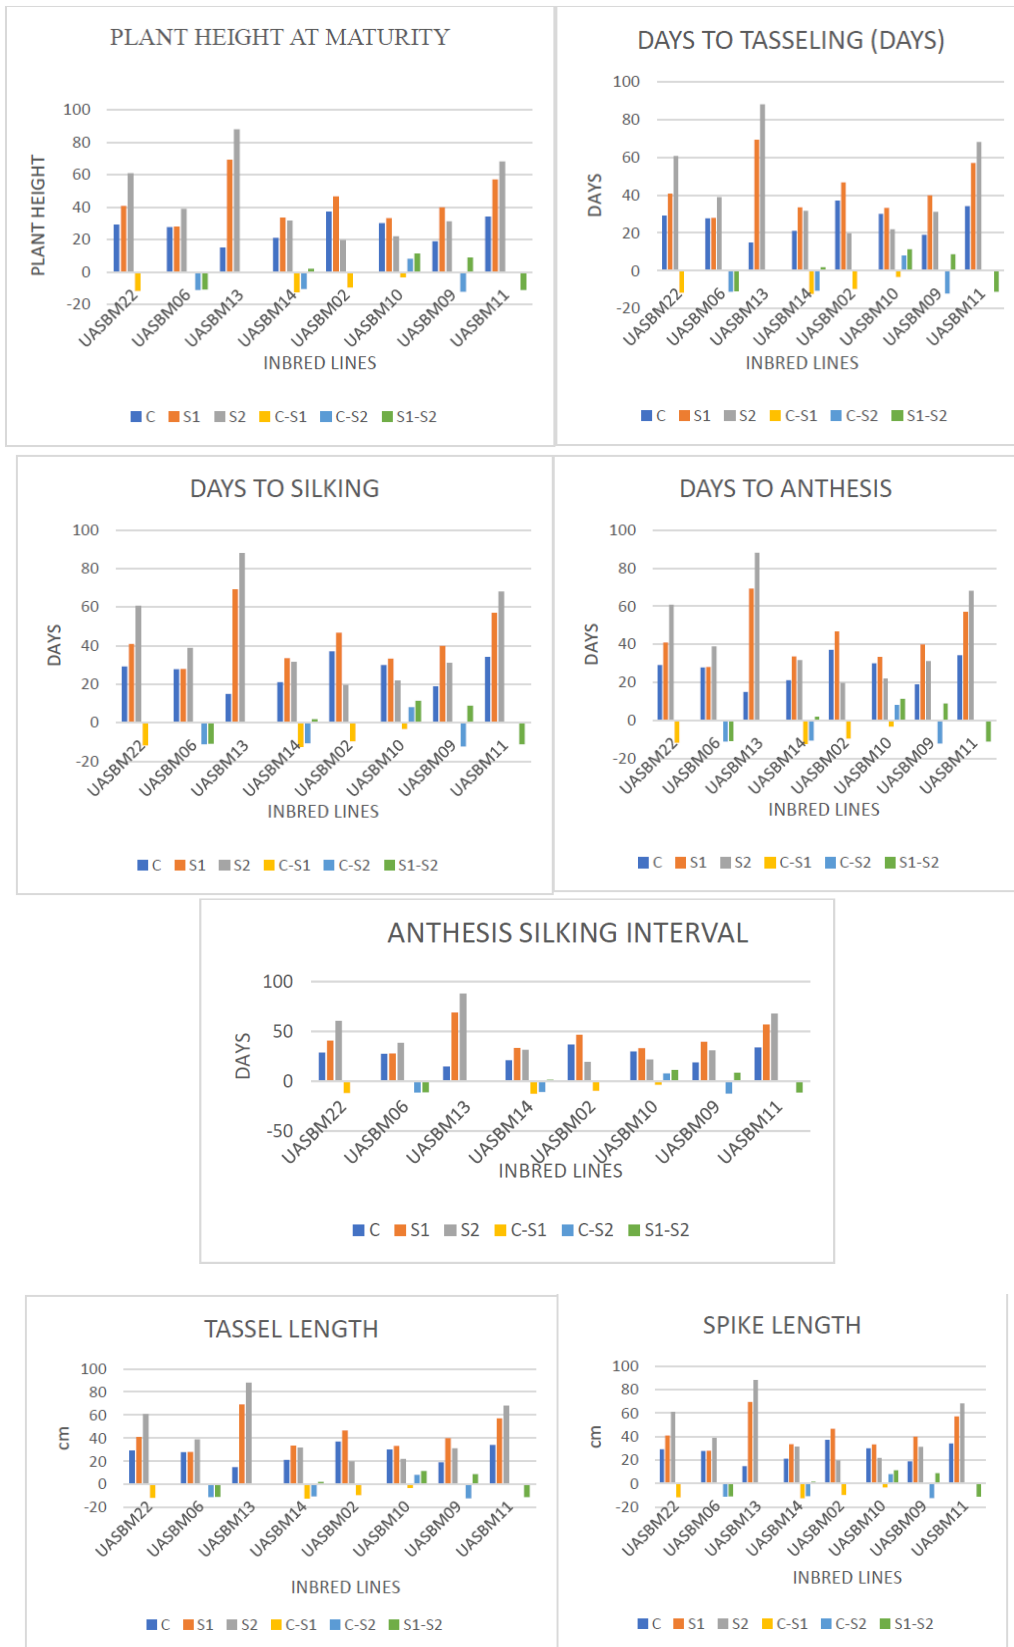 PLANT HEIGHT AT MATURITY
100
80
60
40
20
0
-20
PLANT HEIGHT
UASBM22
UASBM06
UASBM13
UASBM14
UASBM02
UASBM10
UASBM09
UASBM11
INBRED LINES
C S1 S2 C-S1 C-S2 S1-S2
DAYS TO TASSELING (DAYS)
100
80
60
40
20
0
-20
DAYS
UASBM22
UASBM06
UASBM13
UASBM14
UASBM02
UASBM10
UASBM09
UASBM11
INBRED LINES
C S1 S2 C-S1 C-S2 S1-S2
DAYS TO SILKING
100
80
60
40
20
0
-20
DAYS
UASBM22
UASBM06
UASBM13
UASBM14
UASBM02
UASBM10
UASBM09
UASBM11
INBRED LINES
C S1 S2 C-S1 C-S2 S1-S2
DAYS TO ANTHESIS
100
80
60
40
20
0
-20
DAYS
UASBM22
UASBM06
UASBM13
UASBM14
UASBM02
UASBM10
UASBM09
UASBM11
INBRED LINES
C S1 S2 C-S1 C-S2 S1-S2
ANTHESIS SILKING INTERVAL
100
50
0
-50
DAYS
UASBM22
UASBM06
UASBM13
UASBM14
UASBM02
UASBM10
UASBM09
UASBM11
INBRED LINES
C S1 S2 C-S1 C-S2 S1-S2
TASSEL LENGTH
100
80
60
40
20
0
-20
cm
UASBM22
UASBM06
UASBM13
UASBM14
UASBM02
UASBM10
UASBM09
UASBM11
INBRED LINES
C S1 S2 C-S1 C-S2 S1-S2
SPIKE LENGTH
100
80
60
40
20
0
-20
cm
UASBM22
UASBM06
UASBM13
UASBM14
UASBM02
UASBM10
UASBM09
UASBM11
INBRED LINES
C S1 S2 C-S1 C-S2 S1-S2